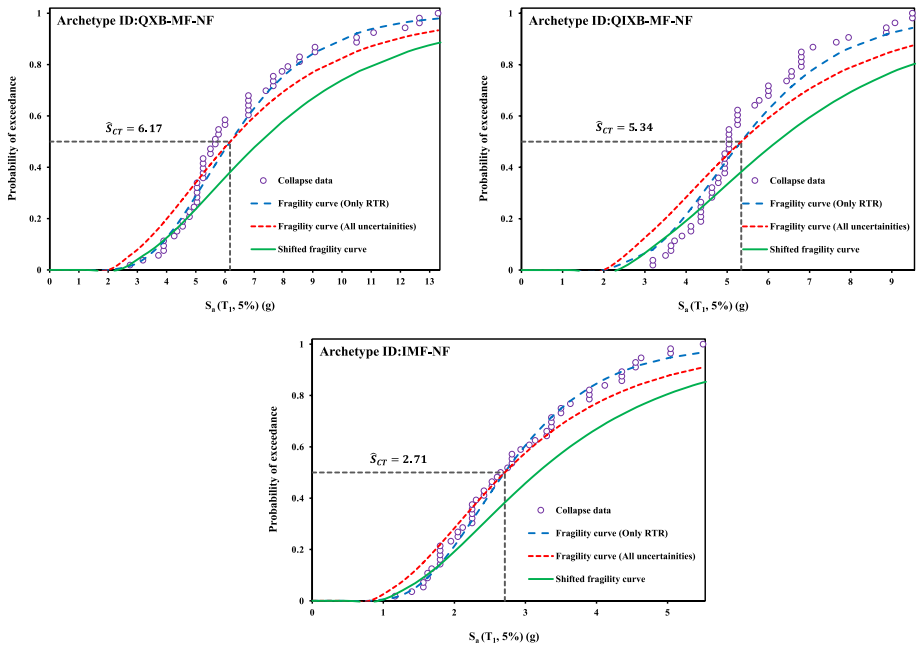 Archetype ID:QXB-MF-NF
Probability of exceedance
1
0.8
0.6
0.4
0.2
0
Ŝ_CT = 6.17
Collapse data
Fragility curve (Only RTR)
Fragility curve (All uncertainities)
Shifted fragility curve
0 1 2 3 4 5 6 7 8 9 10 11 12 13
S_a (T_1, 5%) (g)
Archetype ID:QIXB-MF-NF
Probability of exceedance
1
0.8
0.6
0.4
0.2
0
Ŝ_CT = 5.34
Collapse data
Fragility curve (Only RTR)
Fragility curve (All uncertainities)
Shifted fragility curve
0 1 2 3 4 5 6 7 8 9
S_a (T_1, 5%) (g)
Archetype ID:IMF-NF
Probability of exceedance
1
0.8
0.6
0.4
0.2
0
Ŝ_CT = 2.71
Collapse data
Fragility curve (Only RTR)
Fragility curve (All uncertainities)
Shifted fragility curve
0 1 2 3 4 5
S_a (T_1, 5%) (g)